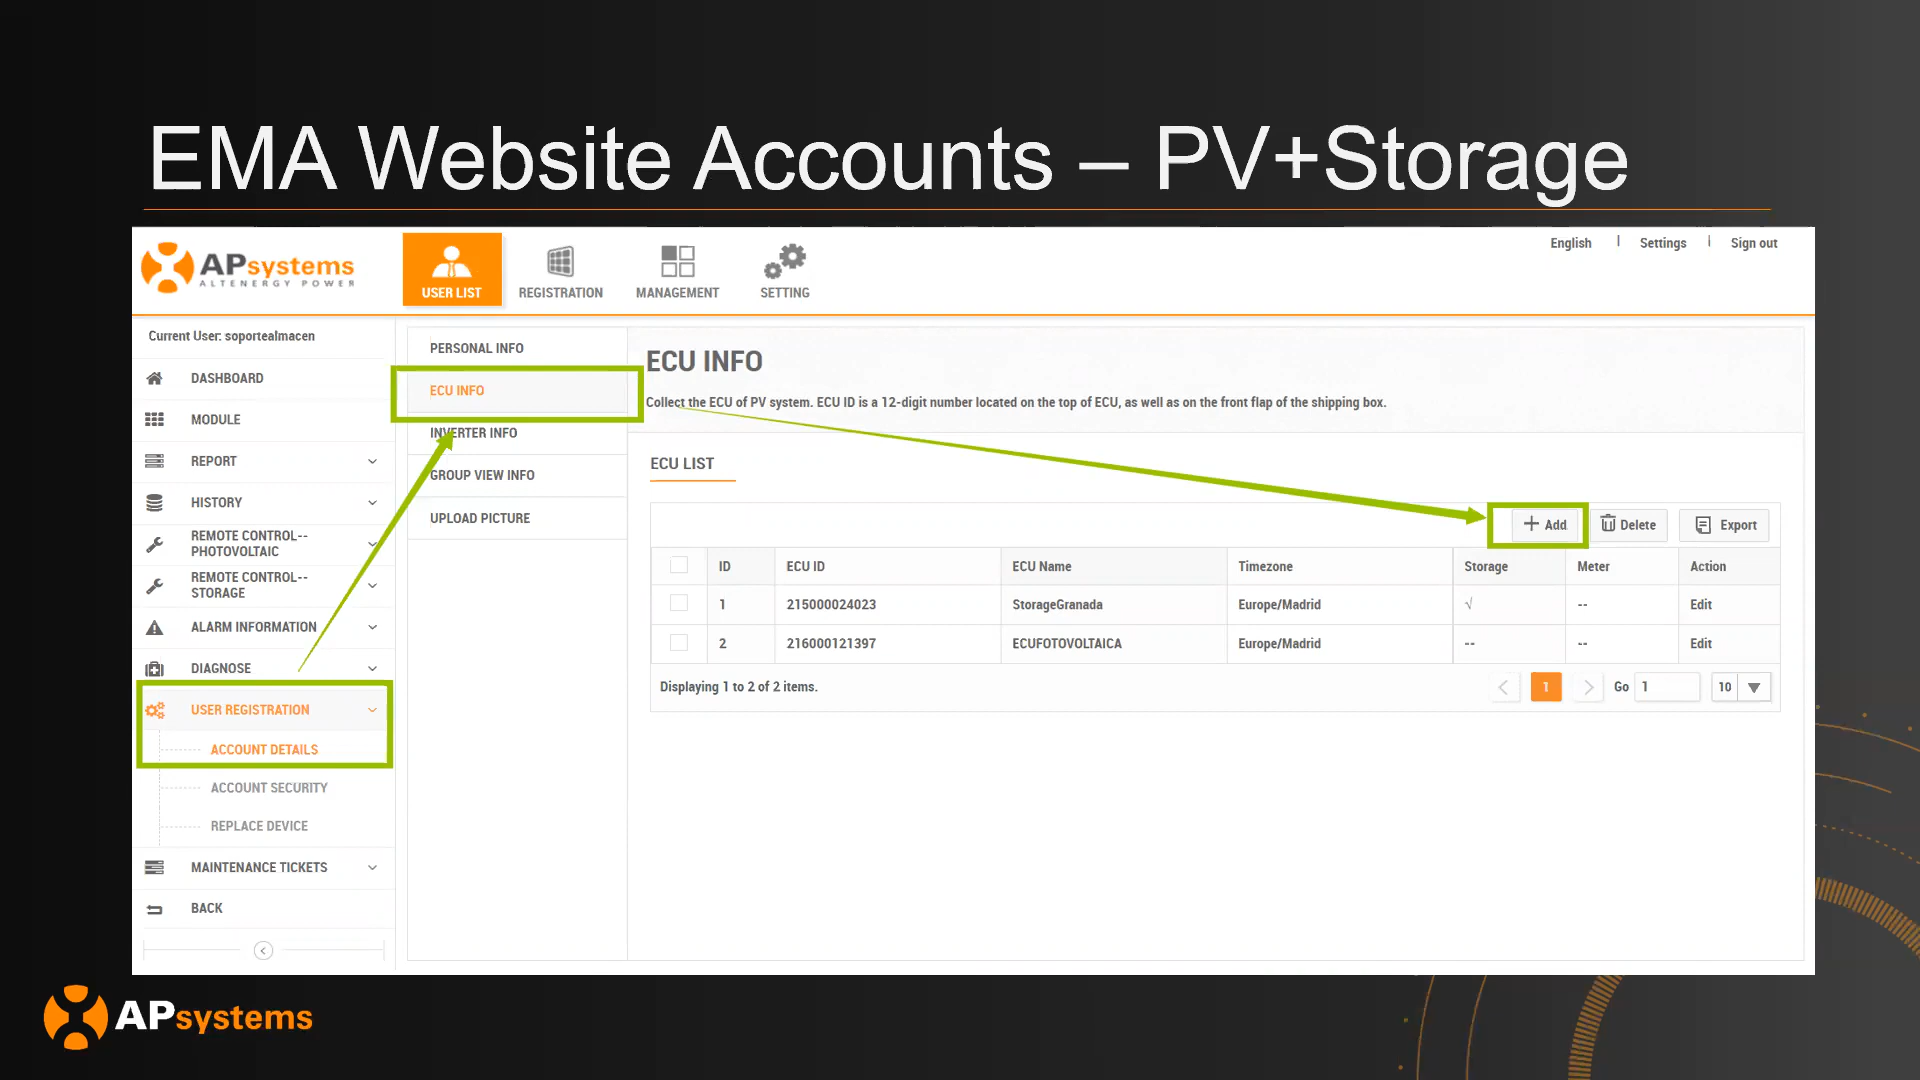 EMA Website Accounts – PV+Storage
APsystems
ALTENERGY POWER
USER LIST
REGISTRATION
MANAGEMENT
SETTING
English | Settings | Sign out
Current User: soportealmacen
DASHBOARD
MODULE
REPORT
HISTORY
REMOTE CONTROL--
PHOTOVOLTAIC
REMOTE CONTROL--
STORAGE
ALARM INFORMATION
DIAGNOSE
USER REGISTRATION
ACCOUNT DETAILS
ACCOUNT SECURITY
REPLACE DEVICE
MAINTENANCE TICKETS
BACK
PERSONAL INFO
ECU INFO
INVERTER INFO
GROUP VIEW INFO
UPLOAD PICTURE
ECU INFO
Collect the ECU of PV system. ECU ID is a 12-digit number located on the top of ECU, as well as on the front flap of the shipping box.
ECU LIST
Add Delete Export
ID ECU ID ECU Name Timezone Storage Meter Action
1 215000024023 StorageGranada Europe/Madrid √ -- Edit
2 216000121397 ECUFOTOVOLTAICA Europe/Madrid -- -- Edit
Displaying 1 to 2 of 2 items.
1 Go 1 10
APsystems